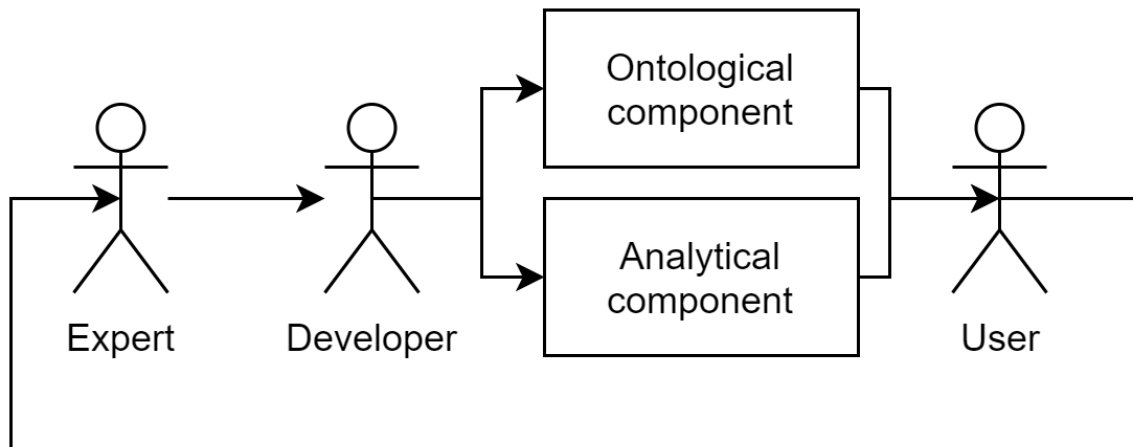 Ontological
component
Analytical
component
Expert
Developer
User